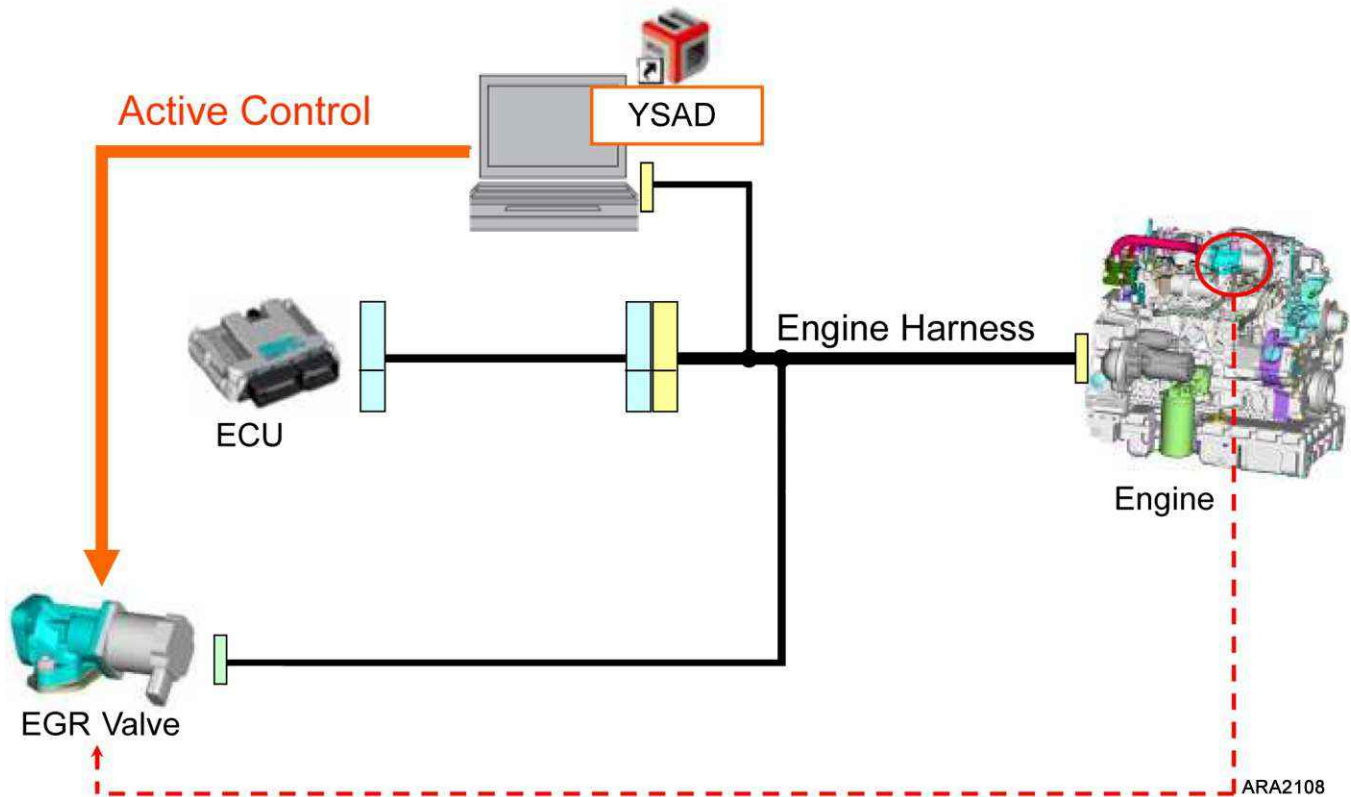 YSAD
Active Control
Engine Harness
ECU
Engine
EGR Valve
ARA2108